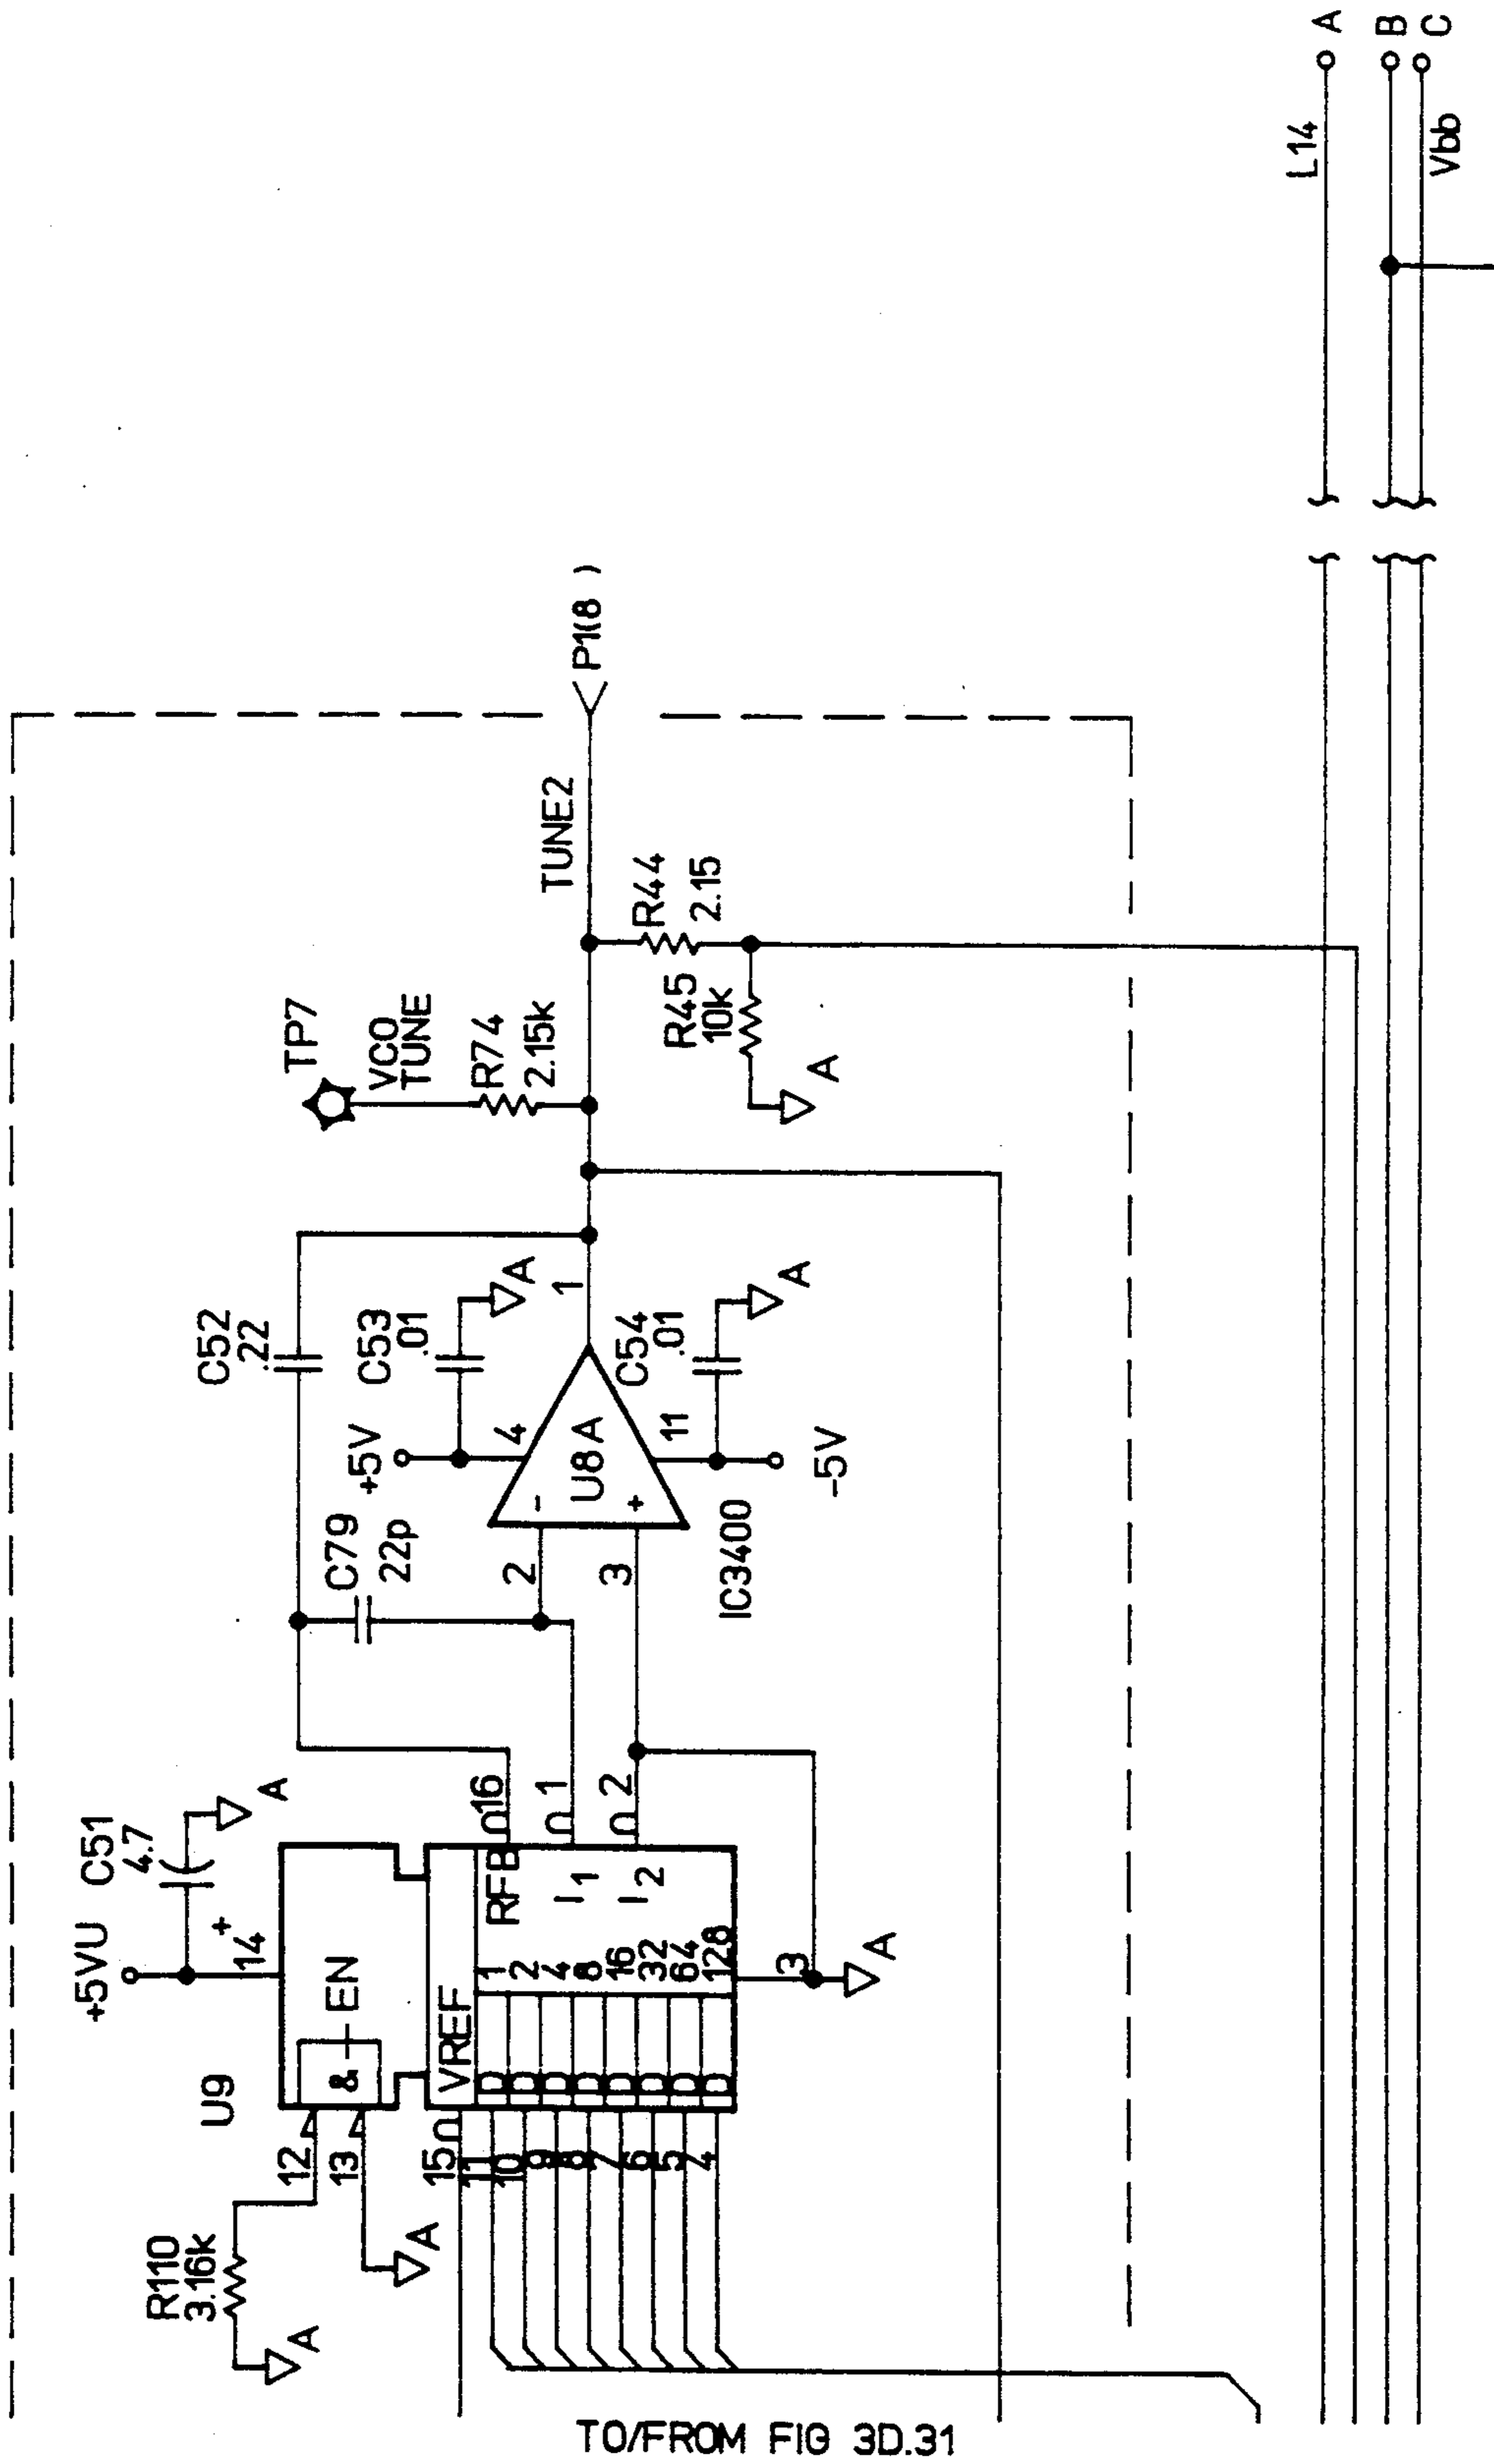 +5VU
C51
4.7
+
14
A
U9
R110
3.16k
A
12
13
A
&
EN
VREF
15
11
10
9
8
7
6
5
4
D
D
D
D
D
D
D
D
1
2
4
8
16
32
64
128
RFB
I1
I2
16
1
2
3
A
C79
22p
2
3
C52
.22
+5V
C53
.01
A
4
-
U8A
+
1
11
C54
.01
A
-5V
IC3400
TP7
VCO
TUNE
R74
2.15k
TUNE2
P1(8 )
R44
2.15
R45
10k
A
L14
A
B
C
Vbb
TO/FROM FIG 3D.31